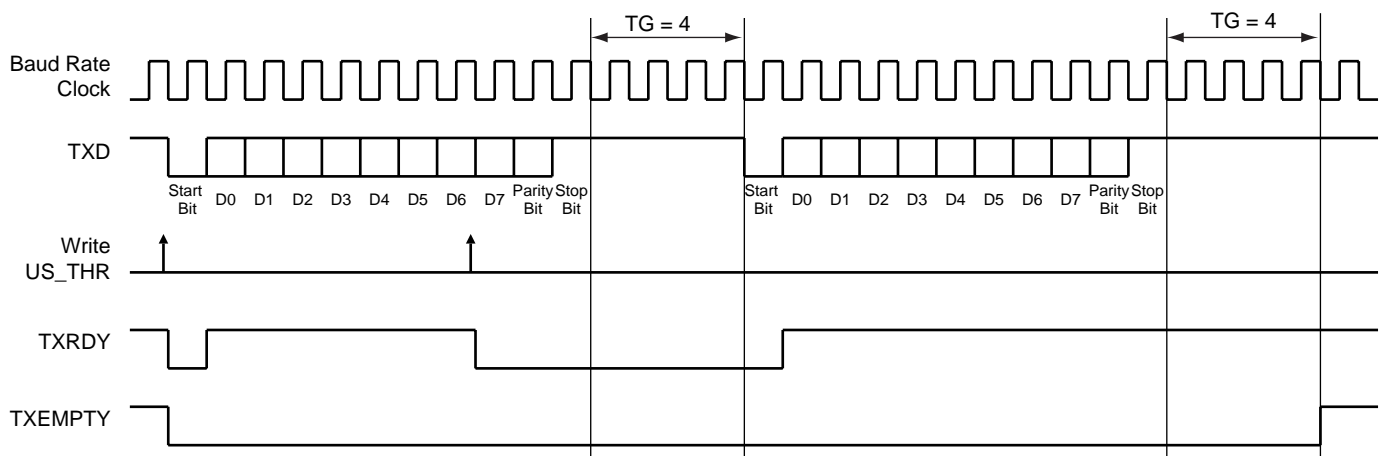 TG = 4
TG = 4
Baud Rate
Clock
TXD
Start
Bit
D0
D1
D2
D3
D4
D5
D6
D7
Parity
Bit
Stop
Bit
Start
Bit
D0
D1
D2
D3
D4
D5
D6
D7
Parity
Bit
Stop
Bit
Write
US_THR
TXRDY
TXEMPTY